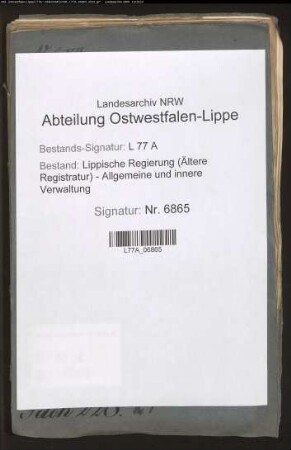 Landesarchiv NRW
Abteilung Ostwestfalen-Lippe
Bestands-Signatur: L 77 A
Bestand: Lippische Regierung (Ältere
Registratur) - Allgemeine und innere
Verwaltung
Signatur: Nr. 6865
L77A_06865